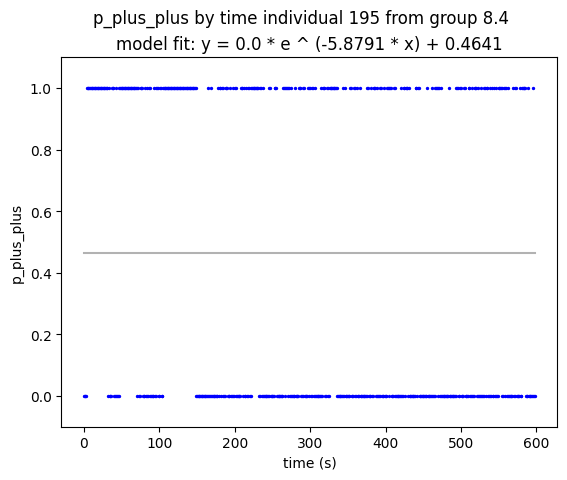 p_plus_plus by time individual 195 from group 8.4
model fit: y = 0.0 * e ^ (-5.8791 * x) + 0.4641
1.0
0.8
0.6
0.4
0.2
0.0
p_plus_plus
0 100 200 300 400 500 600
time (s)